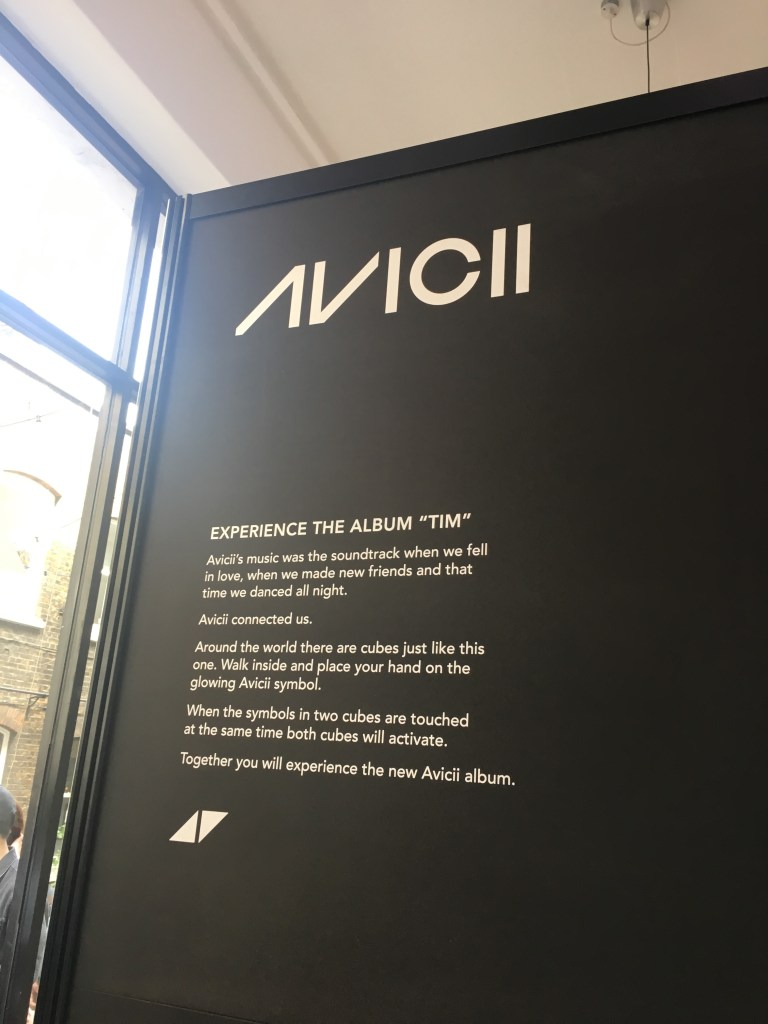 AVICII
EXPERIENCE THE ALBUM "TIM"
Avicii's music was the soundtrack when we fell
in love, when we made new friends and that
time we danced all night.
Avicii connected us.
Around the world there are cubes just like this
one. Walk inside and place your hand on the
glowing Avicii symbol.
When the symbols in two cubes are touched
at the same time both cubes will activate.
Together you will experience the new Avicii album.